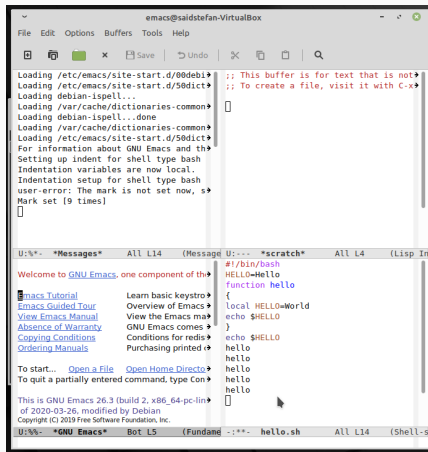 emacs@saidstefan-VirtualBox
File Edit Options Buffers Tools Help
Save Undo
Loading /etc/emacs/site-start.d/00debi
Loading /etc/emacs/site-start.d/50dict
Loading debian-ispell...
Loading /var/cache/dictionaries-common
Loading debian-ispell...done
Loading /etc/emacs/site-start.d/50dict
For information about GNU Emacs and th
Setting up indent for shell type bash
Indentation variables are now local.
Indentation setup for shell type bash
user-error: The mark is not set now, s
Mark set [9 times]
U:%*- *Messages* All L14 (Message
;; This buffer is for text that is not
;; To create a file, visit it with C-x
U:--- *scratch* All L4 (Lisp In
Welcome to GNU Emacs, one component of th
Emacs Tutorial Learn basic keystro
Emacs Guided Tour Overview of Emacs
View Emacs Manual View the Emacs ma
Absence of Warranty GNU Emacs comes
Copying Conditions Conditions for redis
Ordering Manuals Purchasing printed
To start... Open a File Open Home Directo
To quit a partially entered command, type Con
This is GNU Emacs 26.3 (build 2, x86_64-pc-lin
of 2020-03-26, modified by Debian
Copyright (C) 2019 Free Software Foundation, Inc.
U:%%- *GNU Emacs* Bot L5 (Fundame
#!/bin/bash
HELLO=Hello
function hello
{
local HELLO=World
echo $HELLO
}
echo $HELLO
hello
hello
hello
hello
hello
-:**- hello.sh All L14 (Shell-s